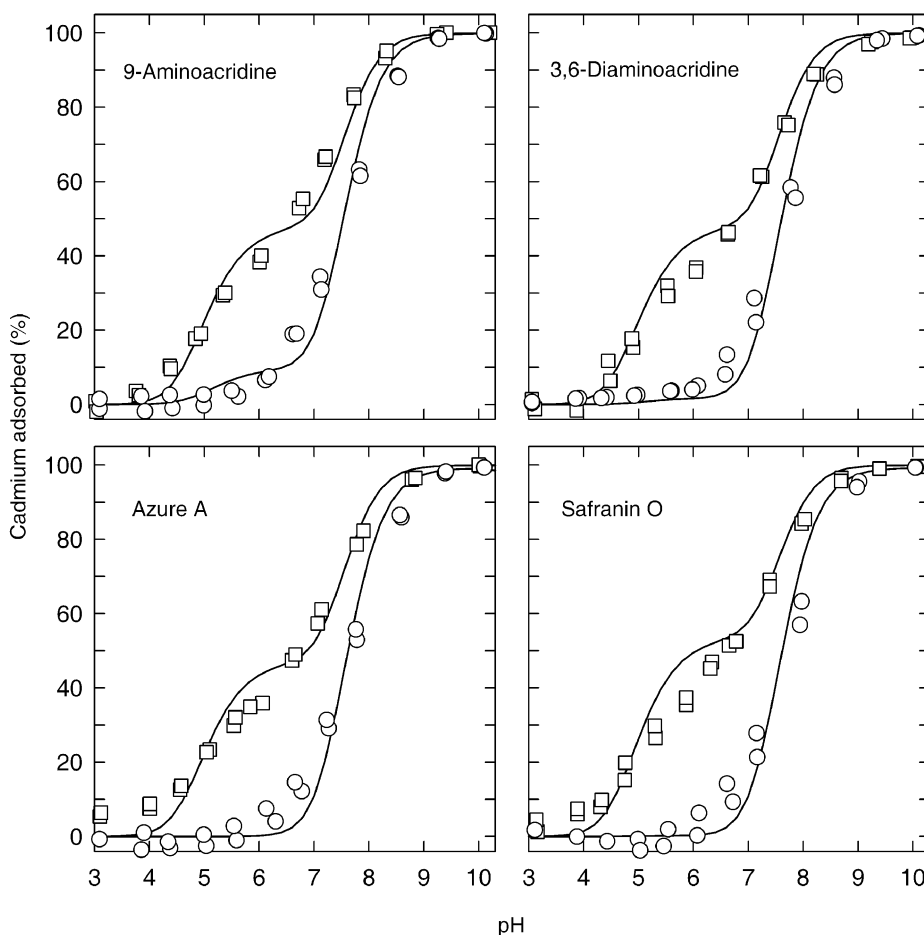 100
80
60
40
20
0
9-Aminoacridine
3,6-Diaminoacridine
Cadmium adsorbed (%)
100
80
60
40
20
0
Azure A
Safranin O
3 4 5 6 7 8 9 10 3 4 5 6 7 8 9 10
pH